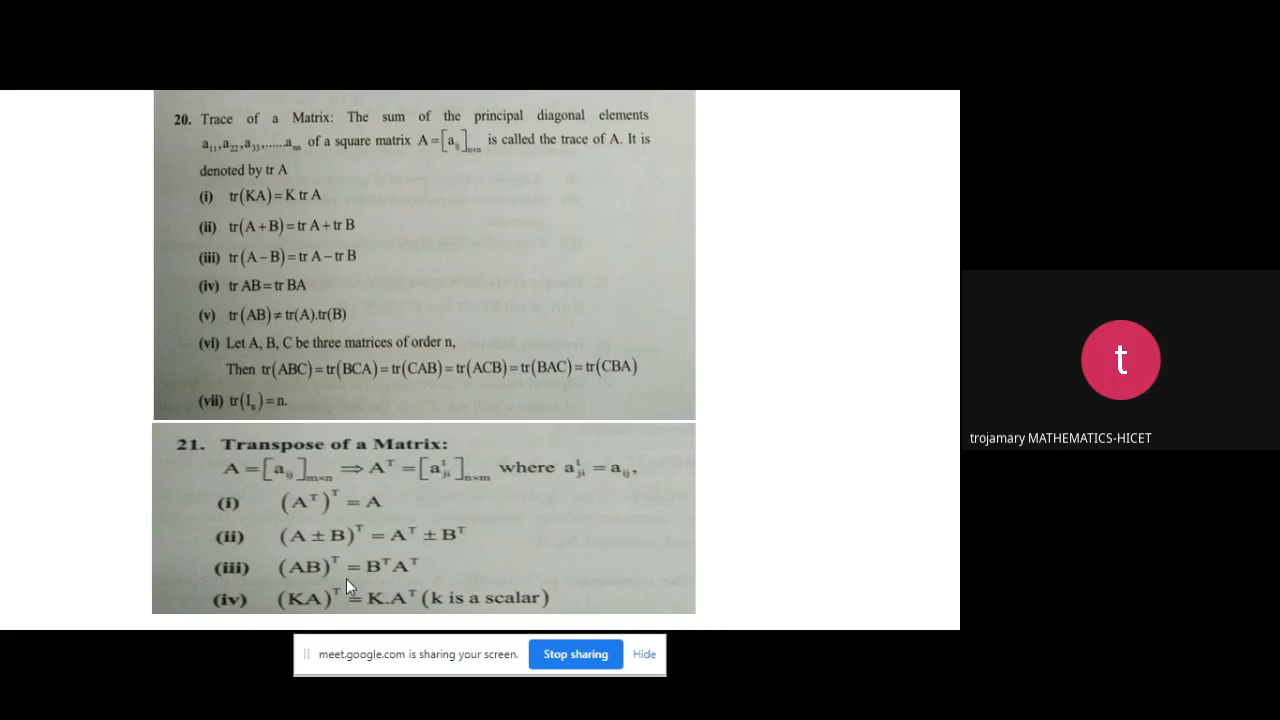 20. Trace of a Matrix: The sum of the principal diagonal elements
a₁₁,a₂₂,a₃₃,......aₙₙ of a square matrix A=[aᵢⱼ]ₙₓₙ is called the trace of A. It is
denoted by tr A
(i) tr(KA)=K tr A
(ii) tr(A+B)=tr A+tr B
(iii) tr(A−B)=tr A−tr B
(iv) tr AB=tr BA
(v) tr(AB)≠tr(A).tr(B)
(vi) Let A, B, C be three matrices of order n,
Then tr(ABC)=tr(BCA)=tr(CAB)=tr(ACB)=tr(BAC)=tr(CBA)
(vii) tr(Iₙ)=n.
21. Transpose of a Matrix:
A=[aᵢⱼ]ₘₓₙ ⇒Aᵀ=[a¹ⱼᵢ]ₙₓₘ where a¹ⱼᵢ=aᵢⱼ,
(i) (Aᵀ)ᵀ=A
(ii) (A±B)ᵀ=Aᵀ±Bᵀ
(iii) (AB)ᵀ=BᵀAᵀ
(iv) (KA)ᵀ=K.Aᵀ(k is a scalar)
t
trojamary MATHEMATICS-HICET
meet.google.com is sharing your screen. Stop sharing Hide